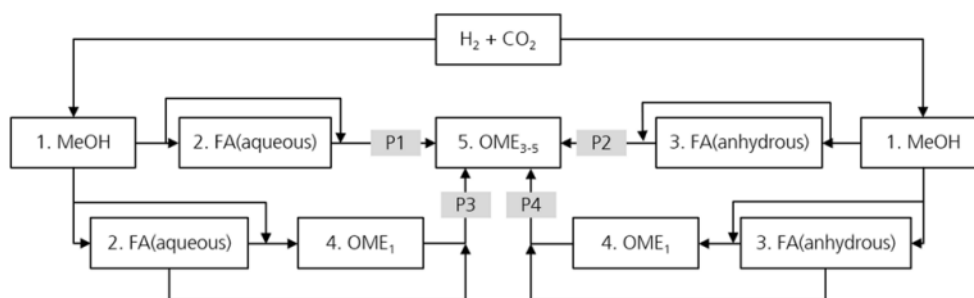 H₂ + CO₂
1. MeOH
2. FA(aqueous)
P1
5. OME₃₋₅
P2
3. FA(anhydrous)
1. MeOH
P3
P4
2. FA(aqueous)
4. OME₁
4. OME₁
3. FA(anhydrous)